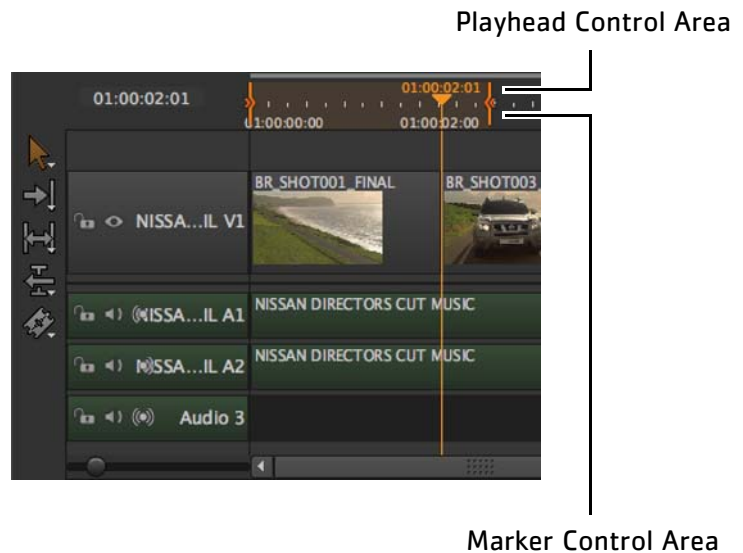 Playhead Control Area
01:00:02:01
01:00:02:01
01:00:00:00
01:00:02:00
BR_SHOT001_FINAL
BR_SHOT003
NISSA...IL V1
NISSAN DIRECTORS CUT MUSIC
NISSA...IL A1
NISSAN DIRECTORS CUT MUSIC
NISSA...IL A2
Audio 3
Marker Control Area